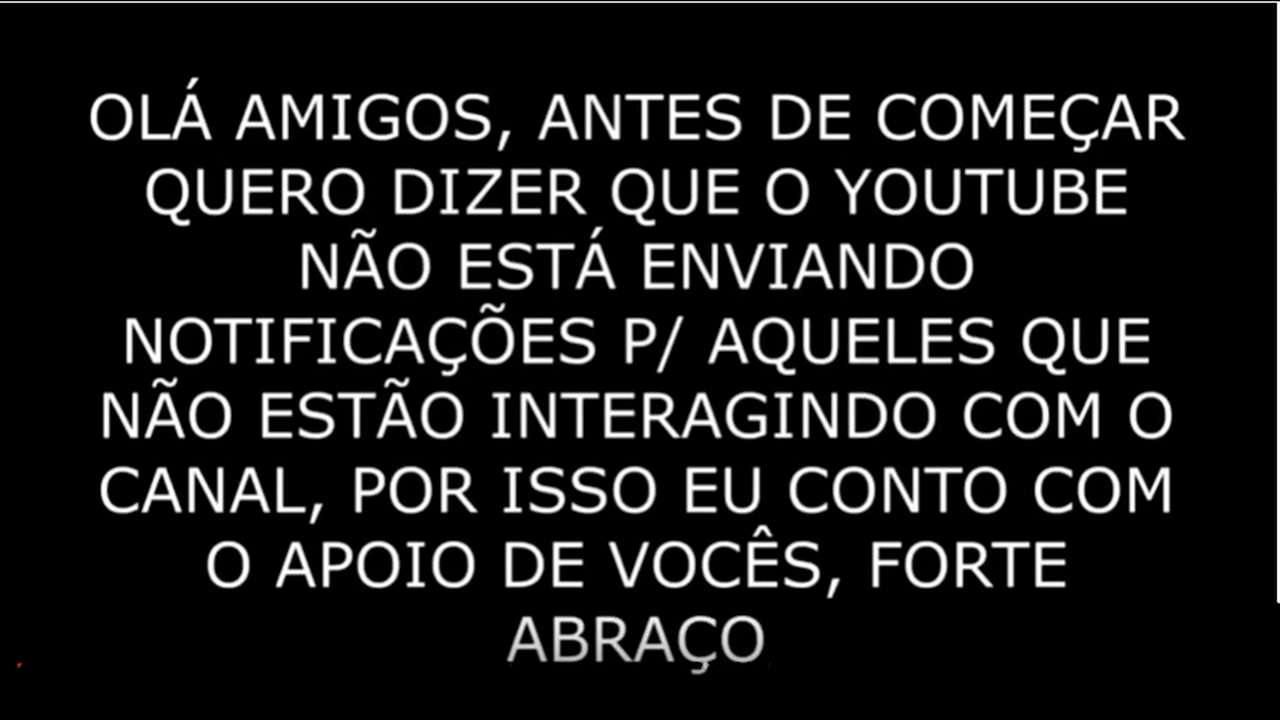 OLÁ AMIGOS, ANTES DE COMEÇAR
QUERO DIZER QUE O YOUTUBE
NÃO ESTÁ ENVIANDO
NOTIFICAÇÕES P/ AQUELES QUE
NÃO ESTÃO INTERAGINDO COM O
CANAL, POR ISSO EU CONTO COM
O APOIO DE VOCÊS, FORTE
ABRAÇO